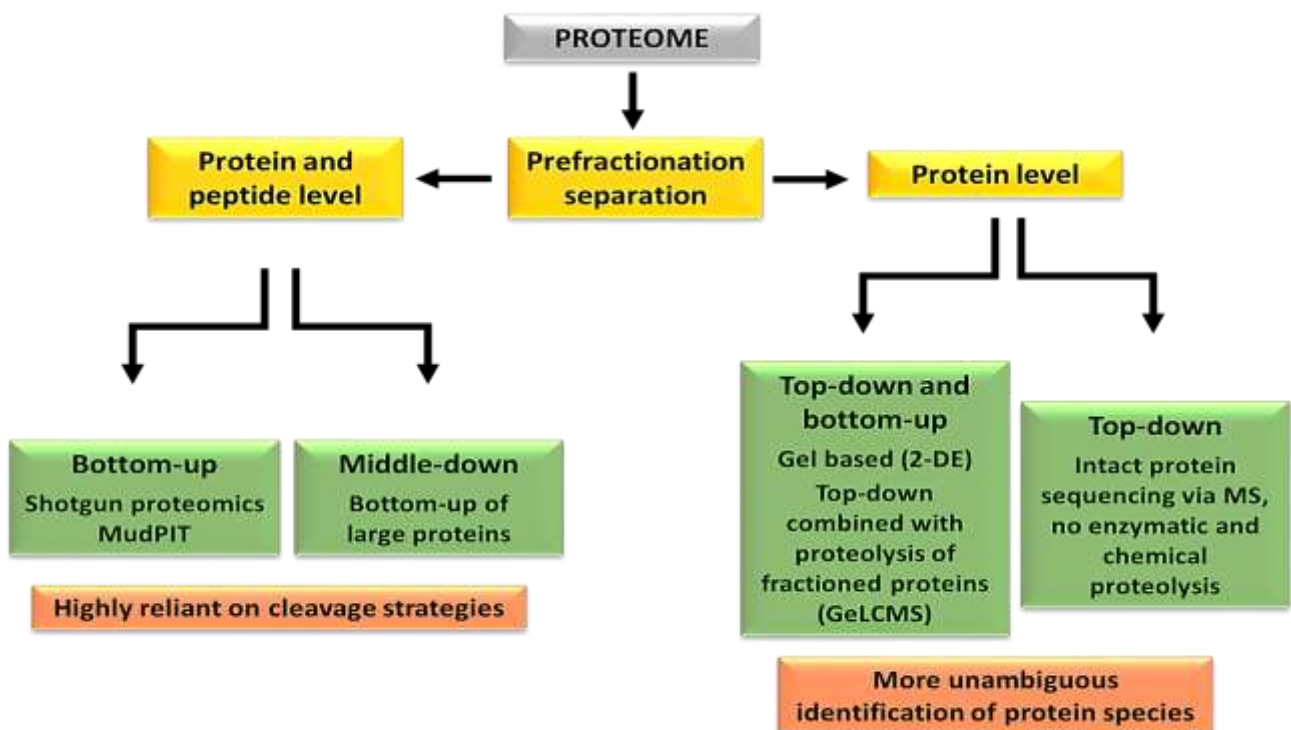 PROTEOME
Protein and
peptide level
Prefractionation
separation
Protein level
Bottom-up
Shotgun proteomics
MudPIT
Middle-down
Bottom-up of
large proteins
Highly reliant on cleavage strategies
Top-down and
bottom-up
Gel based (2-DE)
Top-down
combined with
proteolysis of
fractioned proteins
(GeLCMS)
Top-down
Intact protein
sequencing via MS,
no enzymatic and
chemical
proteolysis
More unambiguous
identification of protein species